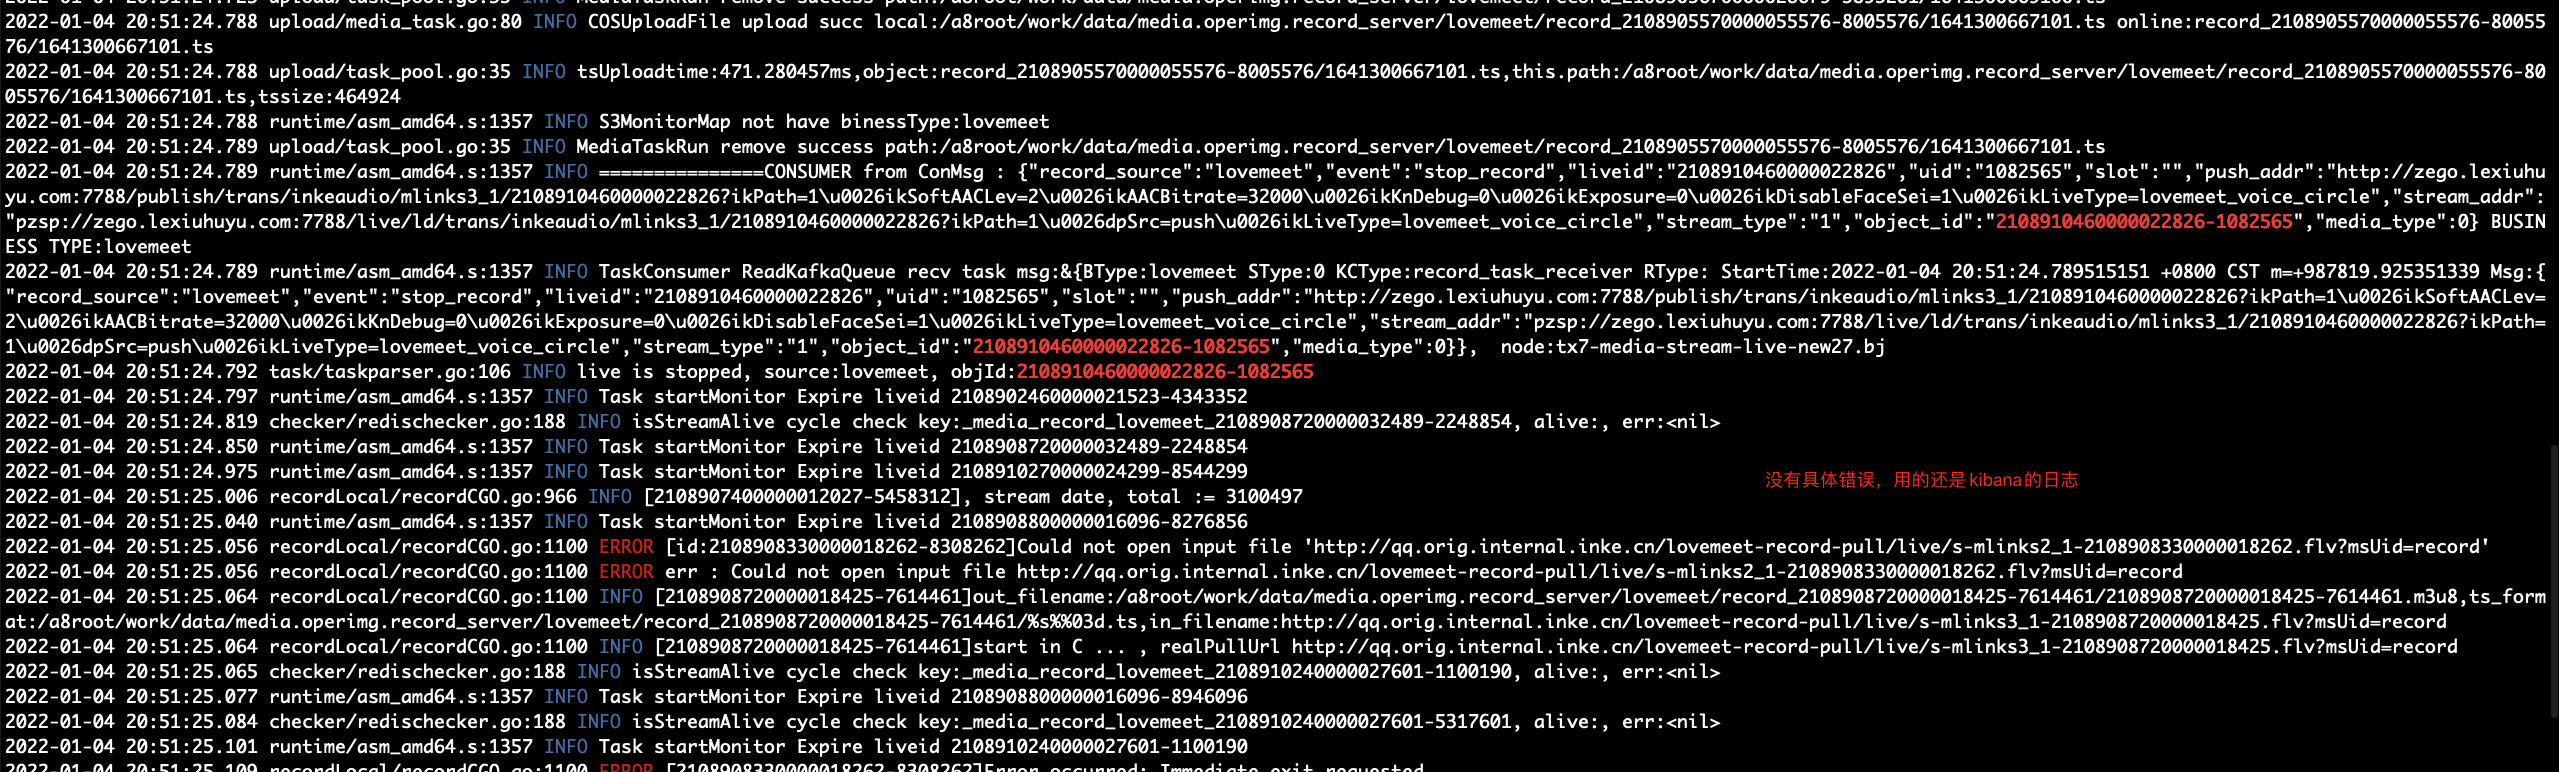 2022-01-04 20:51:24.788 upload/media_task.go:80 INFO COSUploadFile upload succ local:/a8root/work/data/media.operimg.record_server/lovemeet/record_2108905570000055576-8005576/1641300667101.ts online:record_2108905570000055576-80055
76/1641300667101.ts
2022-01-04 20:51:24.788 upload/task_pool.go:35 INFO tsUploadtime:471.280457ms,object:record_2108905570000055576-8005576/1641300667101.ts,this.path:/a8root/work/data/media.operimg.record_server/lovemeet/record_2108905570000055576-80
05576/1641300667101.ts,tssize:464924
2022-01-04 20:51:24.788 runtime/asm_amd64.s:1357 INFO S3MonitorMap not have binessType:lovemeet
2022-01-04 20:51:24.789 upload/task_pool.go:35 INFO MediaTaskRun remove success path:/a8root/work/data/media.operimg.record_server/lovemeet/record_2108905570000055576-8005576/1641300667101.ts
2022-01-04 20:51:24.789 runtime/asm_amd64.s:1357 INFO ===============CONSUMER from ConMsg : {"record_source":"lovemeet","event":"stop_record","liveid":"2108910460000022826","uid":"1082565","slot":"","push_addr":"http://zego.lexiuhu
yu.com:7788/publish/trans/inkeaudio/mlinks3_1/2108910460000022826?ikPath=1\u0026ikSoftAACLev=2\u0026ikAACBitrate=32000\u0026ikKnDebug=0\u0026ikExposure=0\u0026ikDisableFaceSei=1\u0026ikLiveType=lovemeet_voice_circle","stream_addr":
"pzsp://zego.lexiuhuyu.com:7788/live/ld/trans/inkeaudio/mlinks3_1/2108910460000022826?ikPath=1\u0026dpSrc=push\u0026ikLiveType=lovemeet_voice_circle","stream_type":"1","object_id":"2108910460000022826-1082565","media_type":0} BUSIN
ESS TYPE:lovemeet
2022-01-04 20:51:24.789 runtime/asm_amd64.s:1357 INFO TaskConsumer ReadKafkaQueue recv task msg:&{BType:lovemeet SType:0 KCType:record_task_receiver RType: StartTime:2022-01-04 20:51:24.789515151 +0800 CST m=+987819.925351339 Msg:{
"record_source":"lovemeet","event":"stop_record","liveid":"2108910460000022826","uid":"1082565","slot":"","push_addr":"http://zego.lexiuhuyu.com:7788/publish/trans/inkeaudio/mlinks3_1/2108910460000022826?ikPath=1\u0026ikSoftAACLev=
2\u0026ikAACBitrate=32000\u0026ikKnDebug=0\u0026ikExposure=0\u0026ikDisableFaceSei=1\u0026ikLiveType=lovemeet_voice_circle","stream_addr":"pzsp://zego.lexiuhuyu.com:7788/live/ld/trans/inkeaudio/mlinks3_1/2108910460000022826?ikPath=
1\u0026dpSrc=push\u0026ikLiveType=lovemeet_voice_circle","stream_type":"1","object_id":"2108910460000022826-1082565","media_type":0}},  node:tx7-media-stream-live-new27.bj
2022-01-04 20:51:24.792 task/taskparser.go:106 INFO live is stopped, source:lovemeet, objId:2108910460000022826-1082565
2022-01-04 20:51:24.797 runtime/asm_amd64.s:1357 INFO Task startMonitor Expire liveid 2108902460000021523-4343352
2022-01-04 20:51:24.819 checker/redischecker.go:188 INFO isStreamAlive cycle check key:_media_record_lovemeet_2108908720000032489-2248854, alive:, err:<nil>
2022-01-04 20:51:24.850 runtime/asm_amd64.s:1357 INFO Task startMonitor Expire liveid 2108908720000032489-2248854
2022-01-04 20:51:24.975 runtime/asm_amd64.s:1357 INFO Task startMonitor Expire liveid 2108910270000024299-8544299
没有具体错误，用的还是kibana的日志
2022-01-04 20:51:25.006 recordLocal/recordCGO.go:966 INFO [2108907400000012027-5458312], stream date, total := 3100497
2022-01-04 20:51:25.040 runtime/asm_amd64.s:1357 INFO Task startMonitor Expire liveid 2108908800000016096-8276856
2022-01-04 20:51:25.056 recordLocal/recordCGO.go:1100 ERROR [id:2108908330000018262-8308262]Could not open input file 'http://qq.orig.internal.inke.cn/lovemeet-record-pull/live/s-mlinks2_1-2108908330000018262.flv?msUid=record'
2022-01-04 20:51:25.056 recordLocal/recordCGO.go:1100 ERROR err : Could not open input file http://qq.orig.internal.inke.cn/lovemeet-record-pull/live/s-mlinks2_1-2108908330000018262.flv?msUid=record
2022-01-04 20:51:25.064 recordLocal/recordCGO.go:1100 INFO [2108908720000018425-7614461]out_filename:/a8root/work/data/media.operimg.record_server/lovemeet/record_2108908720000018425-7614461/2108908720000018425-7614461.m3u8,ts_form
at:/a8root/work/data/media.operimg.record_server/lovemeet/record_2108908720000018425-7614461/%s%%03d.ts,in_filename:http://qq.orig.internal.inke.cn/lovemeet-record-pull/live/s-mlinks3_1-2108908720000018425.flv?msUid=record
2022-01-04 20:51:25.064 recordLocal/recordCGO.go:1100 INFO [2108908720000018425-7614461]start in C ... , realPullUrl http://qq.orig.internal.inke.cn/lovemeet-record-pull/live/s-mlinks3_1-2108908720000018425.flv?msUid=record
2022-01-04 20:51:25.065 checker/redischecker.go:188 INFO isStreamAlive cycle check key:_media_record_lovemeet_2108910240000027601-1100190, alive:, err:<nil>
2022-01-04 20:51:25.077 runtime/asm_amd64.s:1357 INFO Task startMonitor Expire liveid 2108908800000016096-8946096
2022-01-04 20:51:25.084 checker/redischecker.go:188 INFO isStreamAlive cycle check key:_media_record_lovemeet_2108910240000027601-5317601, alive:, err:<nil>
2022-01-04 20:51:25.101 runtime/asm_amd64.s:1357 INFO Task startMonitor Expire liveid 2108910240000027601-1100190
2022-01-04 20:51:25.109 recordLocal/recordCGO.go:1100 ERROR [2108908330000018262-8308262]Error occurred: Immediate exit requested